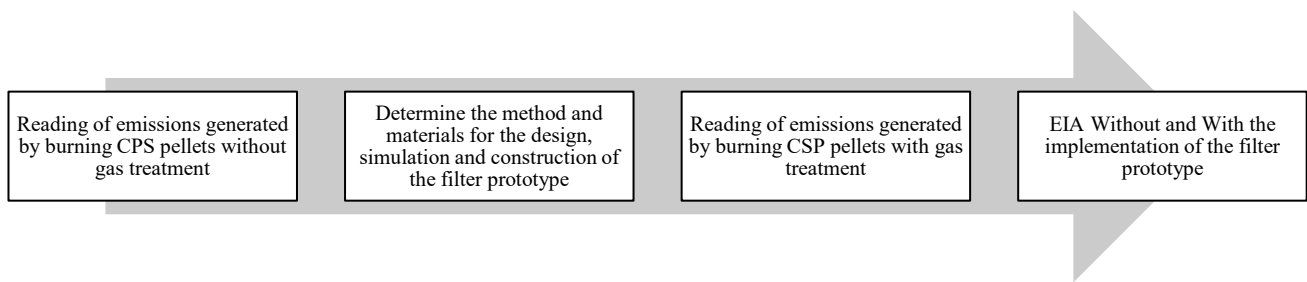 Reading of emissions generated
by burning CPS pellets without
gas treatment
Determine the method and
materials for the design,
simulation and construction of
the filter prototype
Reading of emissions generated
by burning CSP pellets with gas
treatment
EIA Without and With the
implementation of the filter
prototype